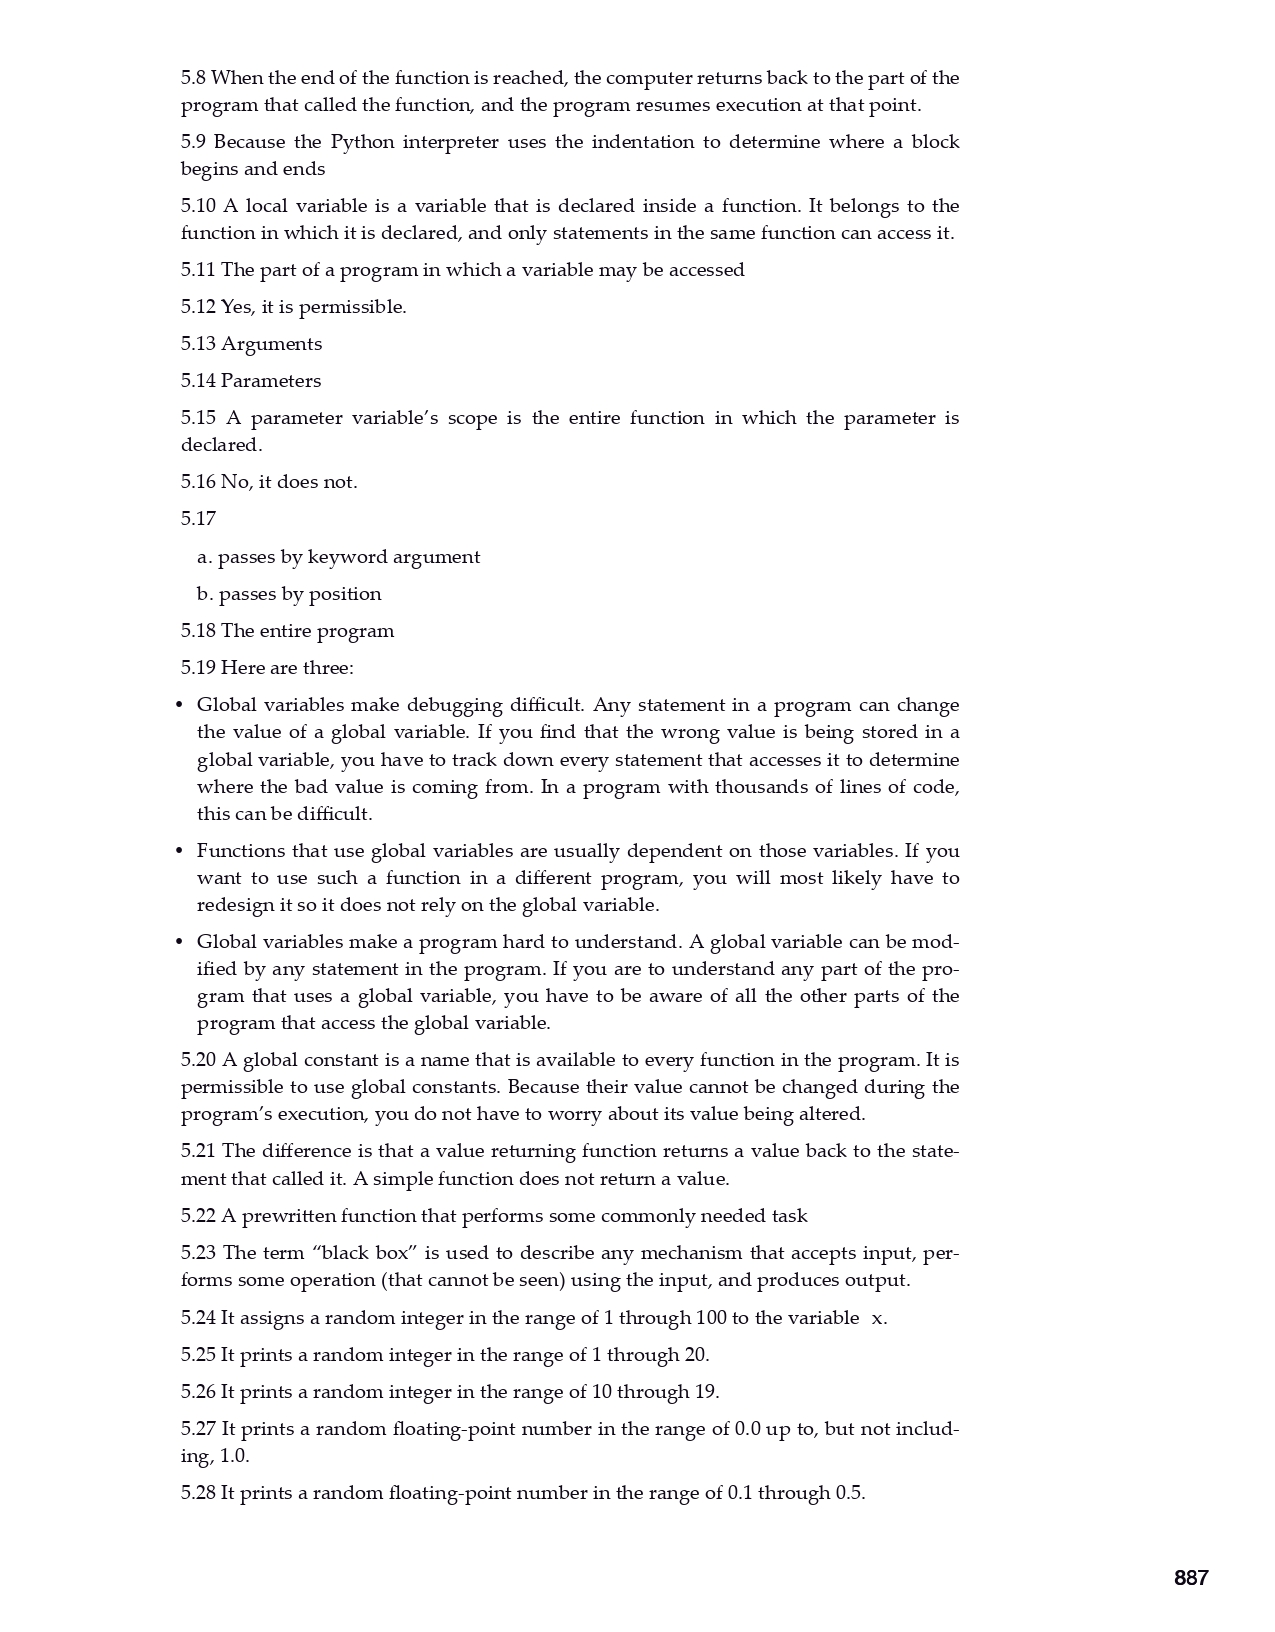 5.8 When the end of the function is reached, the computer returns back to the part of the
program that called the function, and the program resumes execution at that point.
5.9 Because the Python interpreter uses the indentation to determine where a block
begins and ends
5.10 A local variable is a variable that is declared inside a function. It belongs to the
function in which it is declared, and only statements in the same function can access it.
5.11 The part of a program in which a variable may be accessed
5.12 Yes, it is permissible.
5.13 Arguments
5.14 Parameters
5.15 A parameter variable’s scope is the entire function in which the parameter is
declared.
5.16 No, it does not.
5.17
a. passes by keyword argument
b. passes by position
5.18 The entire program
5.19 Here are three:
• Global variables make debugging difficult. Any statement in a program can change
the value of a global variable. If you find that the wrong value is being stored in a
global variable, you have to track down every statement that accesses it to determine
where the bad value is coming from. In a program with thousands of lines of code,
this can be difficult.
• Functions that use global variables are usually dependent on those variables. If you
want to use such a function in a different program, you will most likely have to
redesign it so it does not rely on the global variable.
• Global variables make a program hard to understand. A global variable can be mod-
ified by any statement in the program. If you are to understand any part of the pro-
gram that uses a global variable, you have to be aware of all the other parts of the
program that access the global variable.
5.20 A global constant is a name that is available to every function in the program. It is
permissible to use global constants. Because their value cannot be changed during the
program’s execution, you do not have to worry about its value being altered.
5.21 The difference is that a value returning function returns a value back to the state-
ment that called it. A simple function does not return a value.
5.22 A prewritten function that performs some commonly needed task
5.23 The term “black box” is used to describe any mechanism that accepts input, per-
forms some operation (that cannot be seen) using the input, and produces output.
5.24 It assigns a random integer in the range of 1 through 100 to the variable x.
5.25 It prints a random integer in the range of 1 through 20.
5.26 It prints a random integer in the range of 10 through 19.
5.27 It prints a random floating-point number in the range of 0.0 up to, but not includ-
ing, 1.0.
5.28 It prints a random floating-point number in the range of 0.1 through 0.5.
887